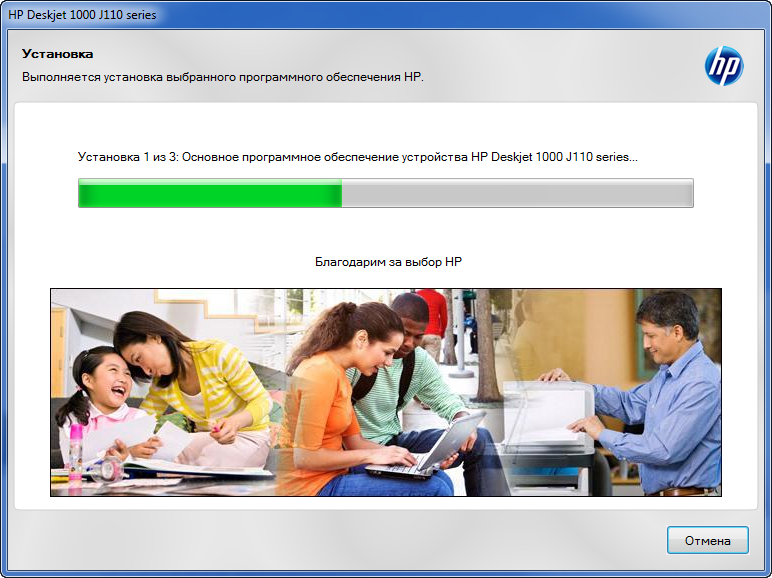 HP Deskjet 1000 J110 series
Установка
Выполняется установка выбранного программного обеспечения HP.
hp
Установка 1 из 3: Основное программное обеспечение устройства HP Deskjet 1000 J110 series...
Благодарим за выбор HP
Отмена